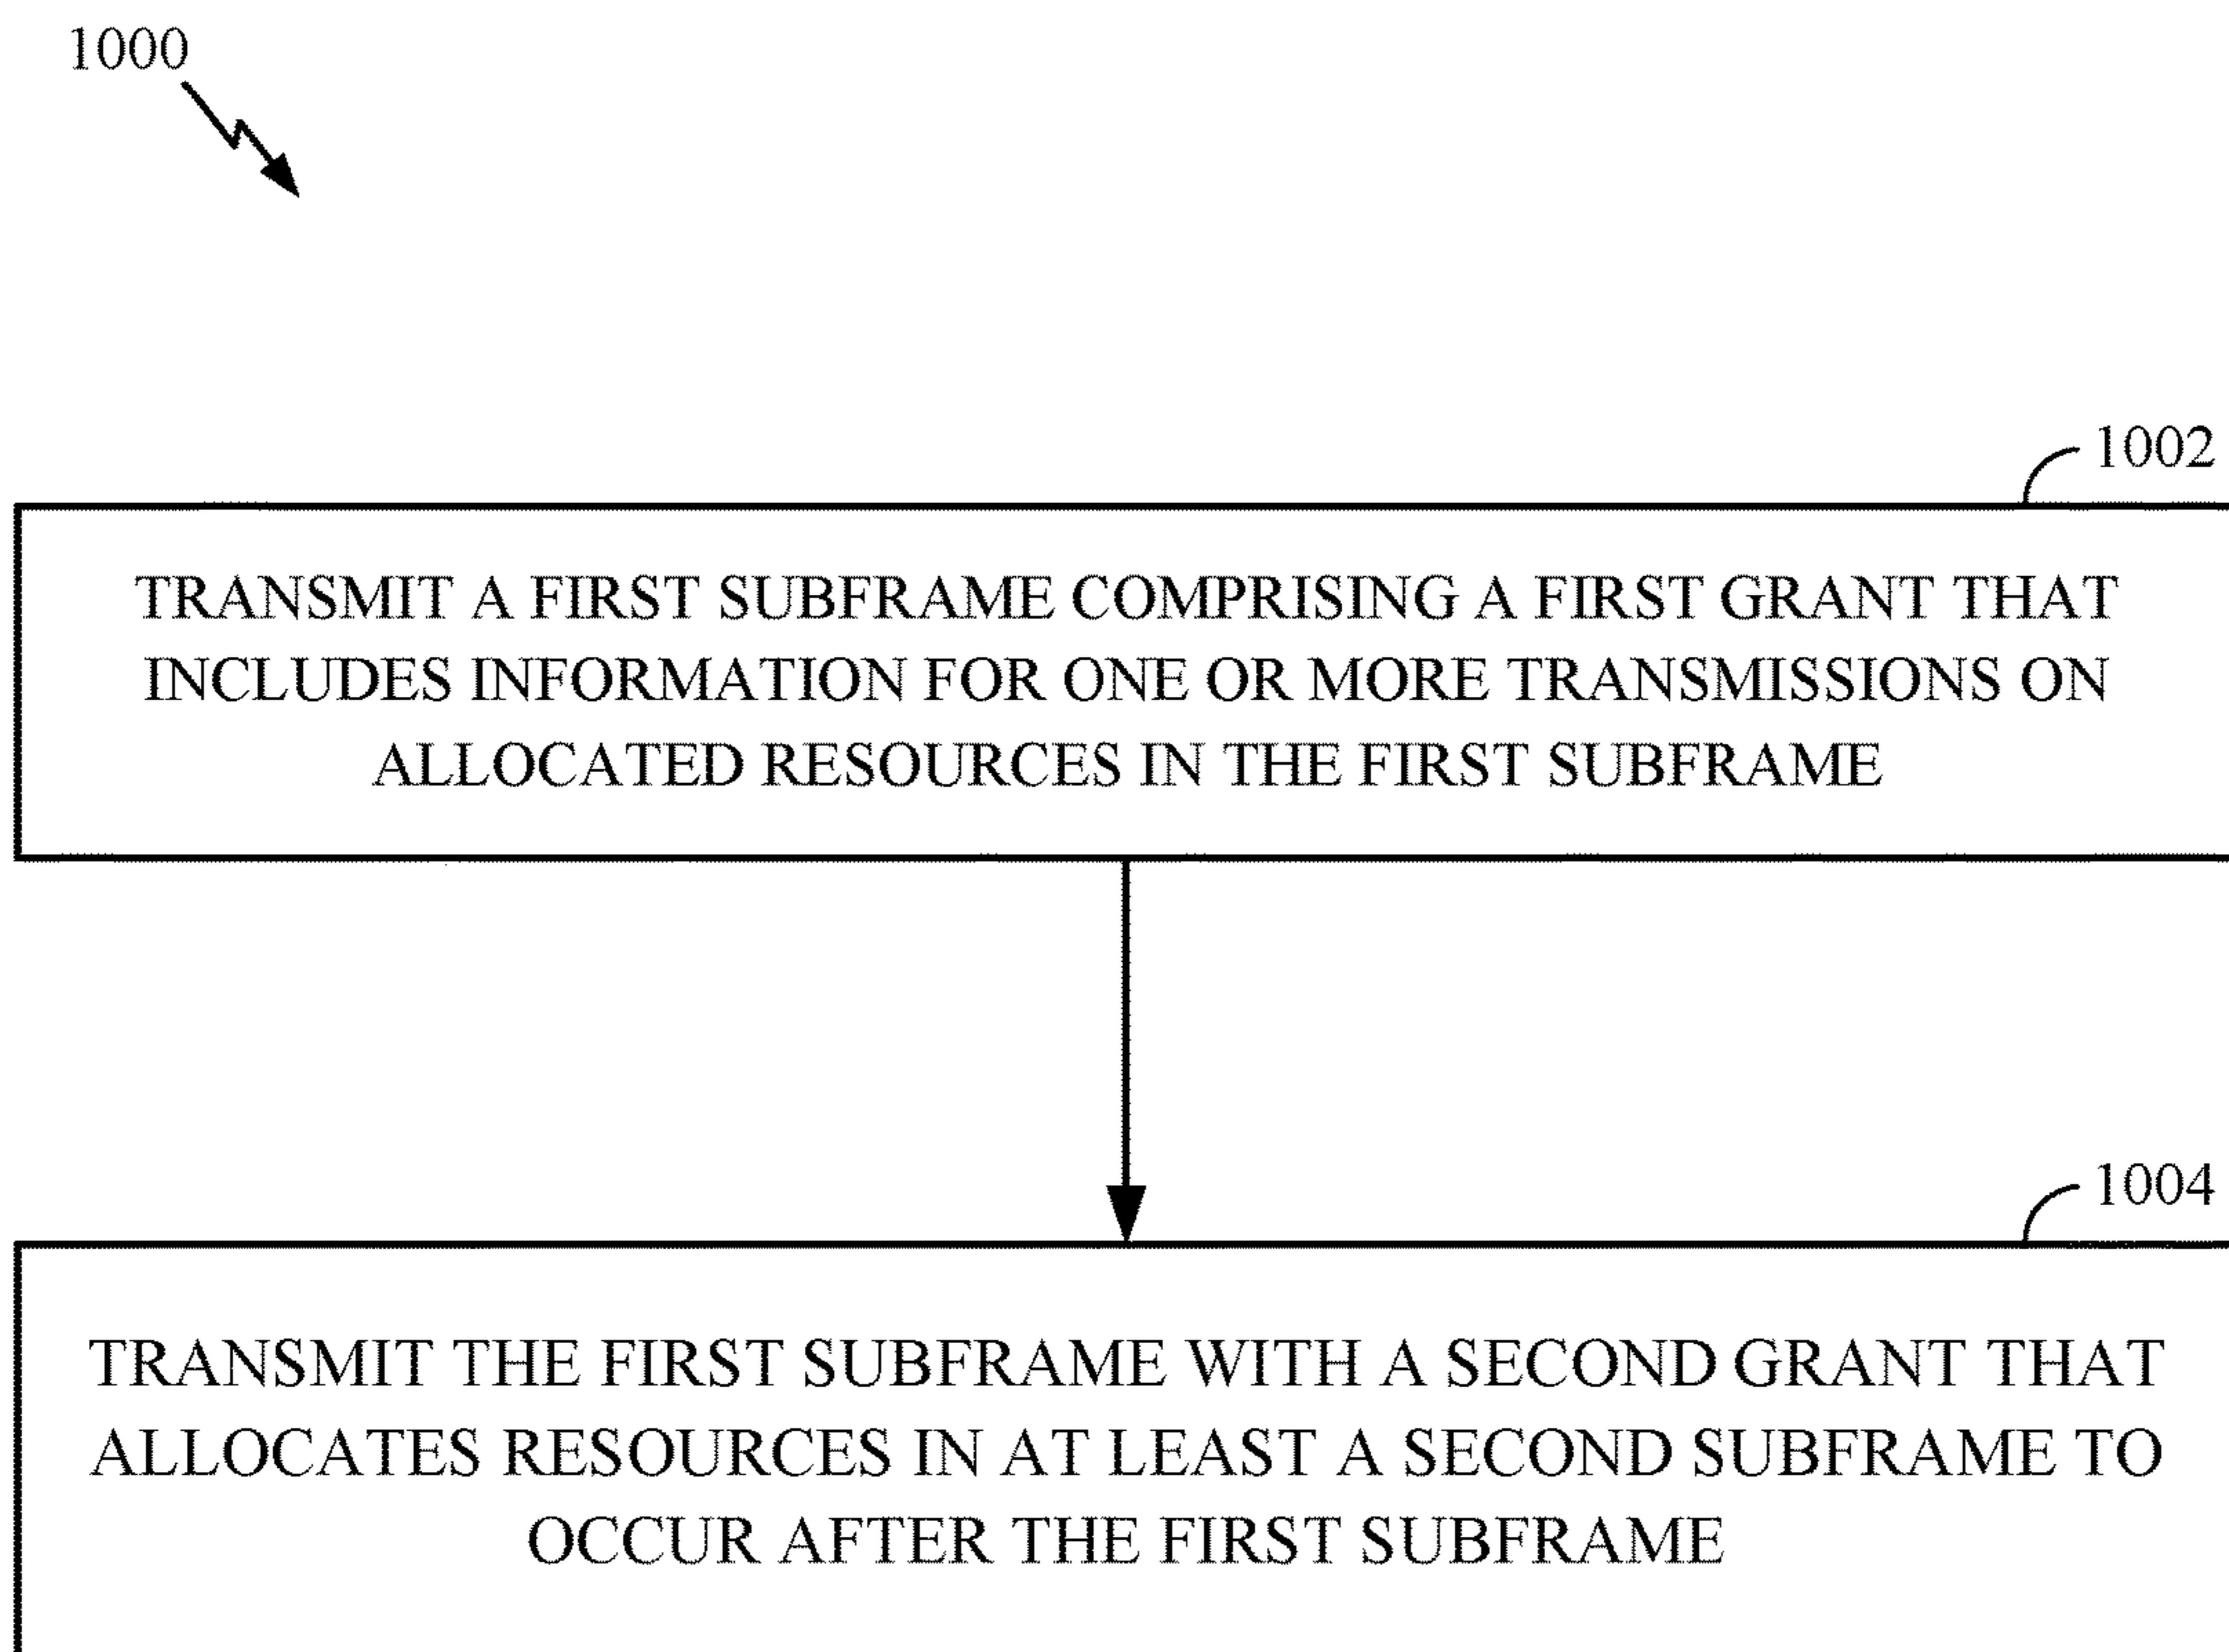 1000
1002
TRANSMIT A FIRST SUBFRAME COMPRISING A FIRST GRANT THAT
INCLUDES INFORMATION FOR ONE OR MORE TRANSMISSIONS ON
ALLOCATED RESOURCES IN THE FIRST SUBFRAME
1004
TRANSMIT THE FIRST SUBFRAME WITH A SECOND GRANT THAT
ALLOCATES RESOURCES IN AT LEAST A SECOND SUBFRAME TO
OCCUR AFTER THE FIRST SUBFRAME